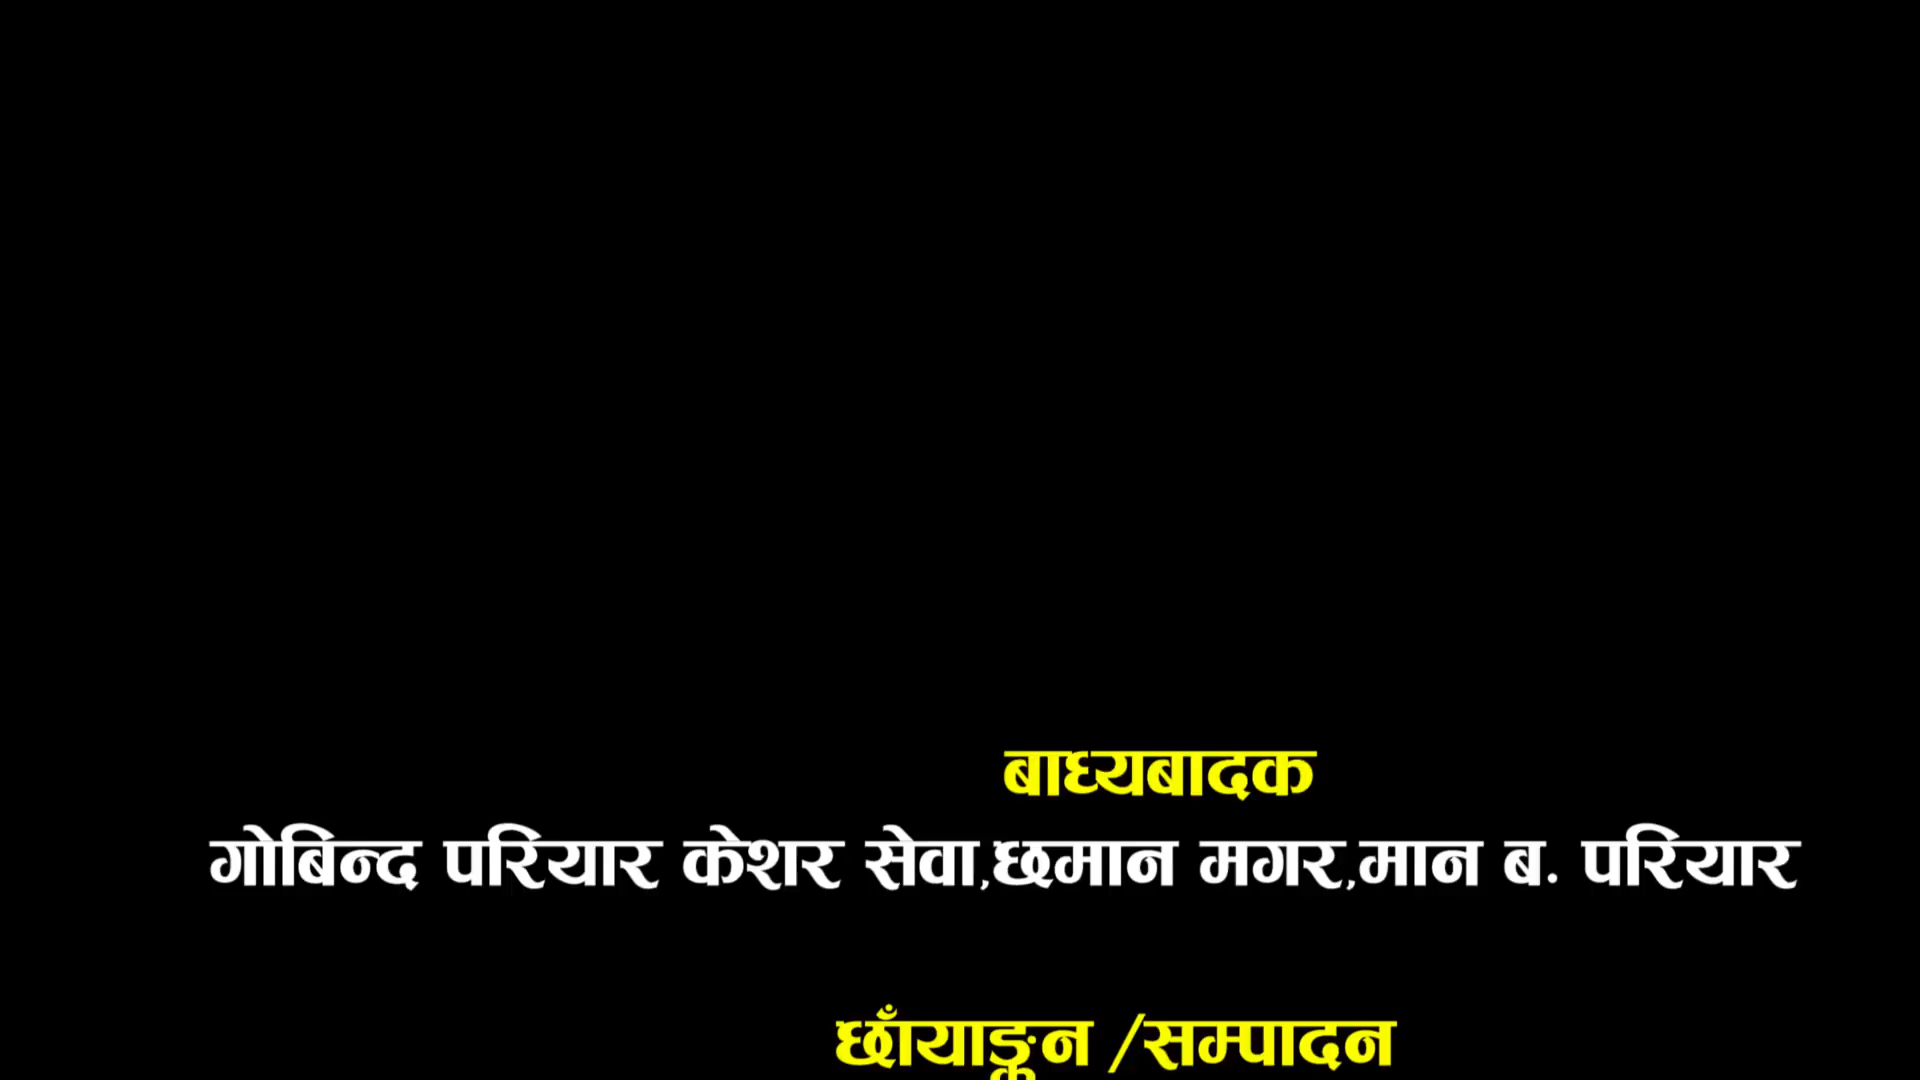 बाध्यबादक
गोबिन्द परियार केशर सेवा,छमान मगर,मान ब. परियार
छाँयाङ्कन /सम्पादन